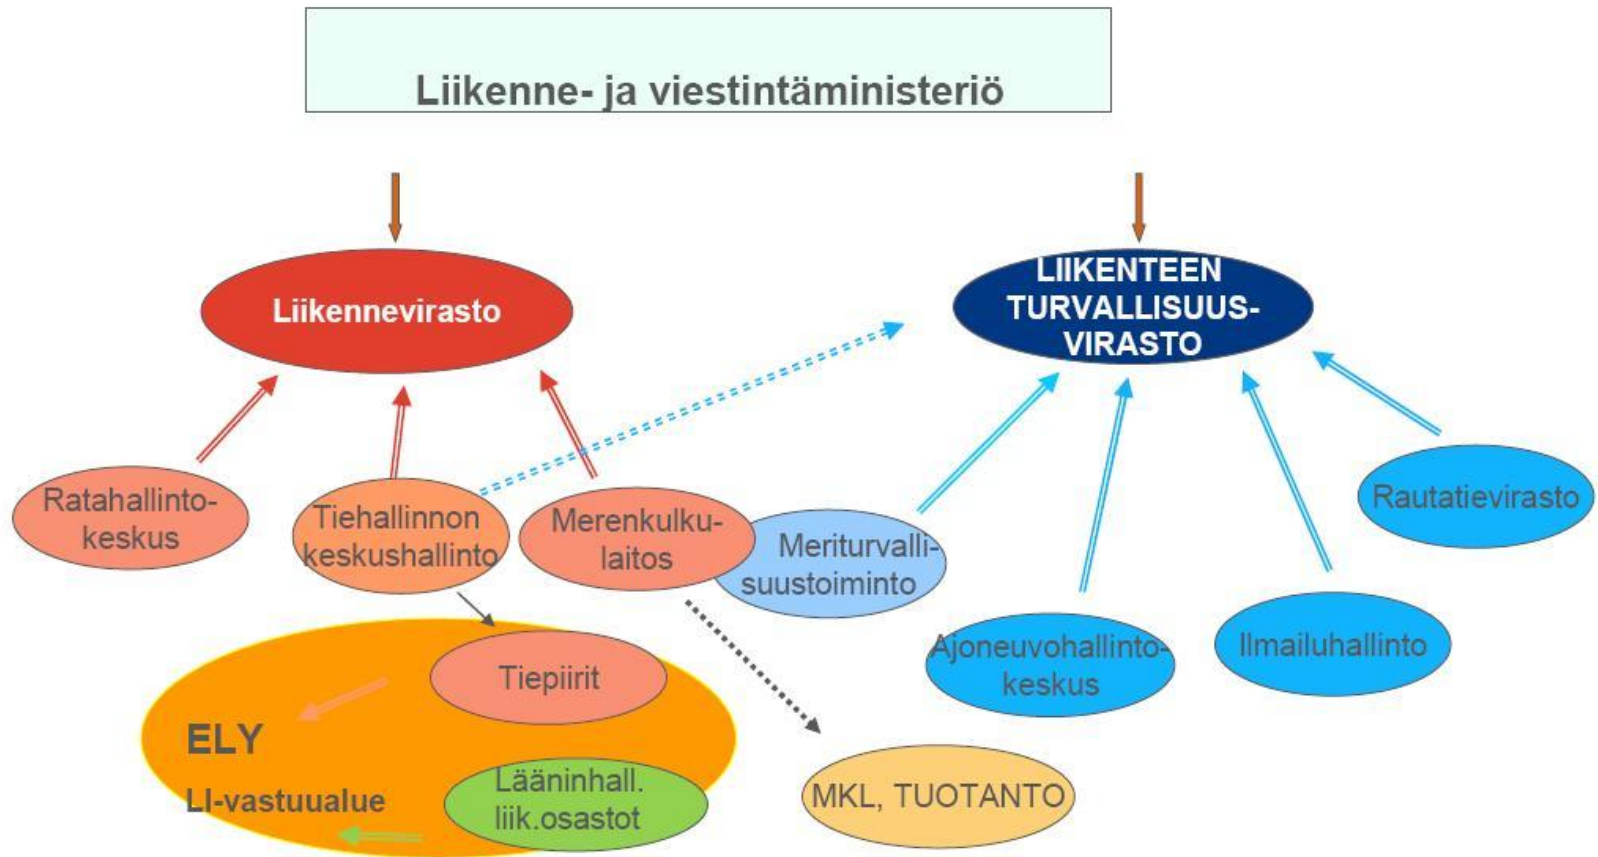 Liikenne- ja viestintäministeriö
Liikennevirasto
LIIKENTEEN
TURVALLISUUS-
VIRASTO
Ratahallinto-
keskus
Tiehallinnon
keskushallinto
Merenkulku-
laitos
Meriturvalli-
suustoiminto
Rautatievirasto
Ajoneuvohallinto-
keskus
Ilmailuhallinto
Tiepiirit
ELY
LI-vastuualue
Lääninhall.
liik.osastot
MKL, TUOTANTO